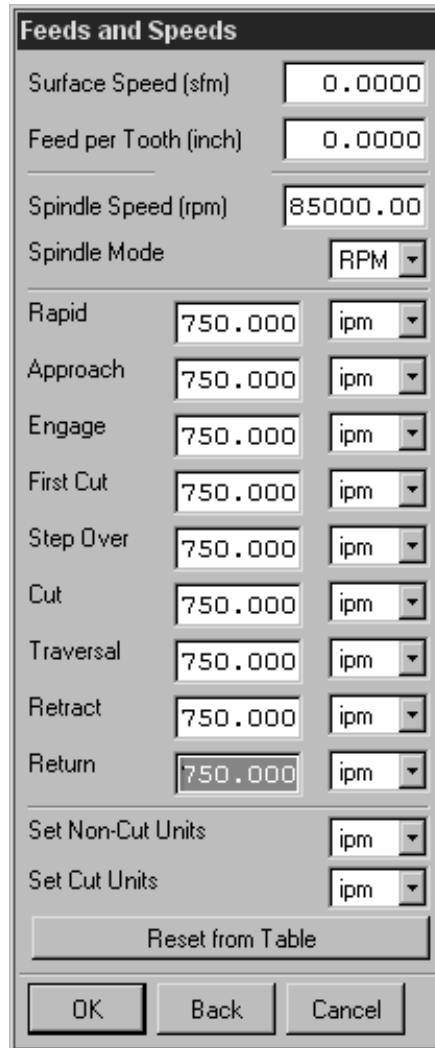 Feeds and Speeds
Surface Speed (sfm) 0.0000
Feed per Tooth (inch) 0.0000
Spindle Speed (rpm) 85000.00
Spindle Mode RPM
Rapid 750.000 ipm
Approach 750.000 ipm
Engage 750.000 ipm
First Cut 750.000 ipm
Step Over 750.000 ipm
Cut 750.000 ipm
Traversal 750.000 ipm
Retract 750.000 ipm
Return 750.000 ipm
Set Non-Cut Units ipm
Set Cut Units ipm
Reset from Table
OK Back Cancel